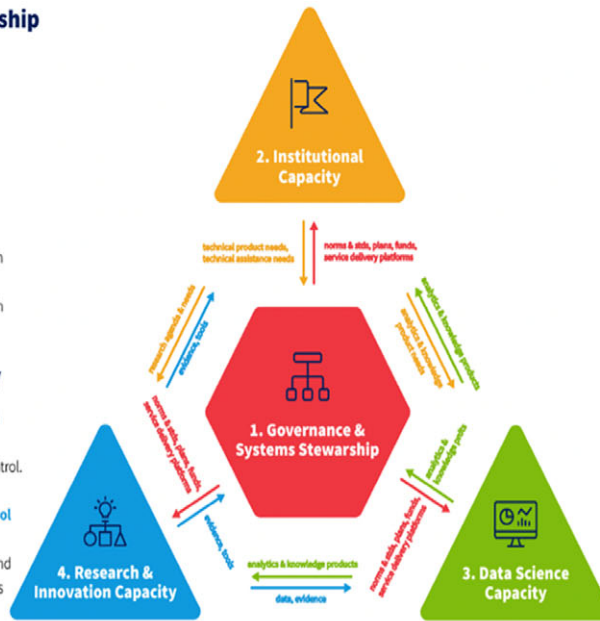 ship
2. Institutional
Capacity
technical product needs,
technical assistance needs
norms & stds, plans, funds,
service delivery platforms
research agenda & needs
evidence, tools
analytics & knowledge products
analytics & knowledge
product needs
1. Governance &
Systems Stewarship
norms & stds, plans, funds,
service delivery platforms
evidence, tools
analytics &
knowledge prdts
norms & stds, plans, funds,
service delivery platforms
analytics & knowledge products
data, evidence
4. Research &
Innovation Capacity
3. Data Science
Capacity
trol.
ol
nd
s